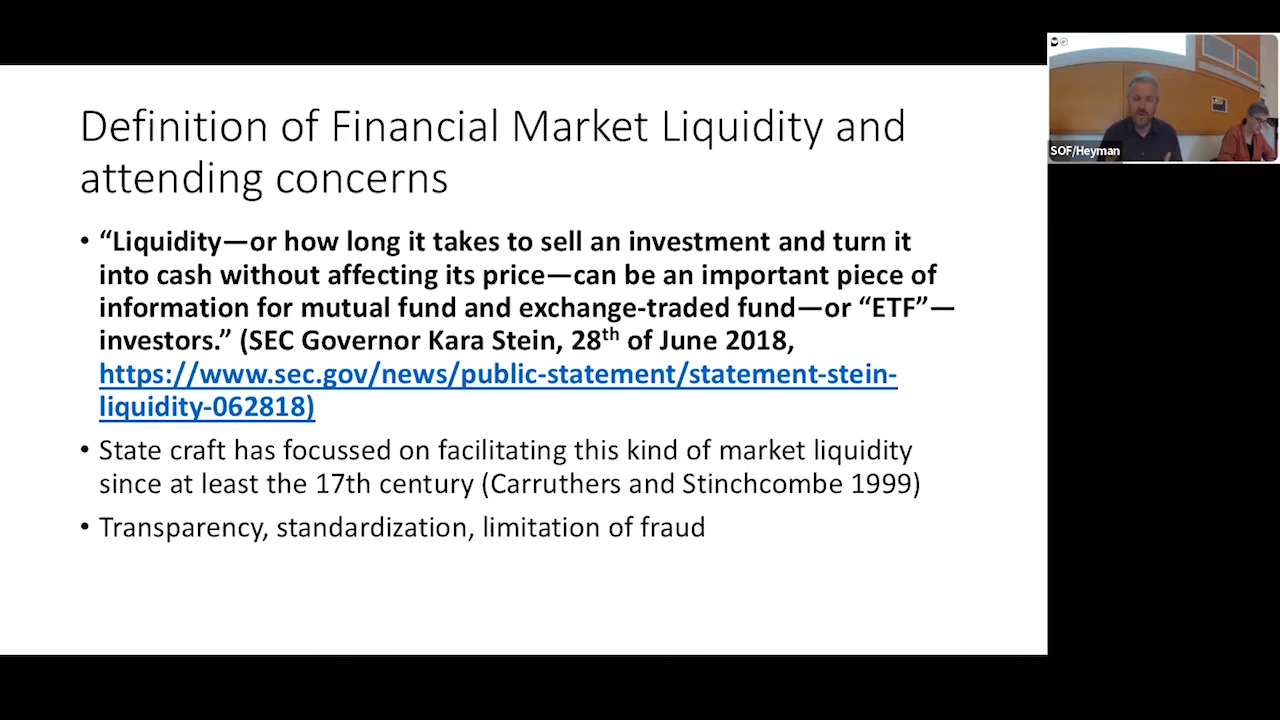 Definition of Financial Market Liquidity and
attending concerns
• “Liquidity—or how long it takes to sell an investment and turn it
into cash without affecting its price—can be an important piece of
information for mutual fund and exchange-traded fund—or “ETF”—
investors.” (SEC Governor Kara Stein, 28th of June 2018,
https://www.sec.gov/news/public-statement/statement-stein-
liquidity-062818)
• State craft has focussed on facilitating this kind of market liquidity
since at least the 17th century (Carruthers and Stinchcombe 1999)
• Transparency, standardization, limitation of fraud
SOF/Heyman